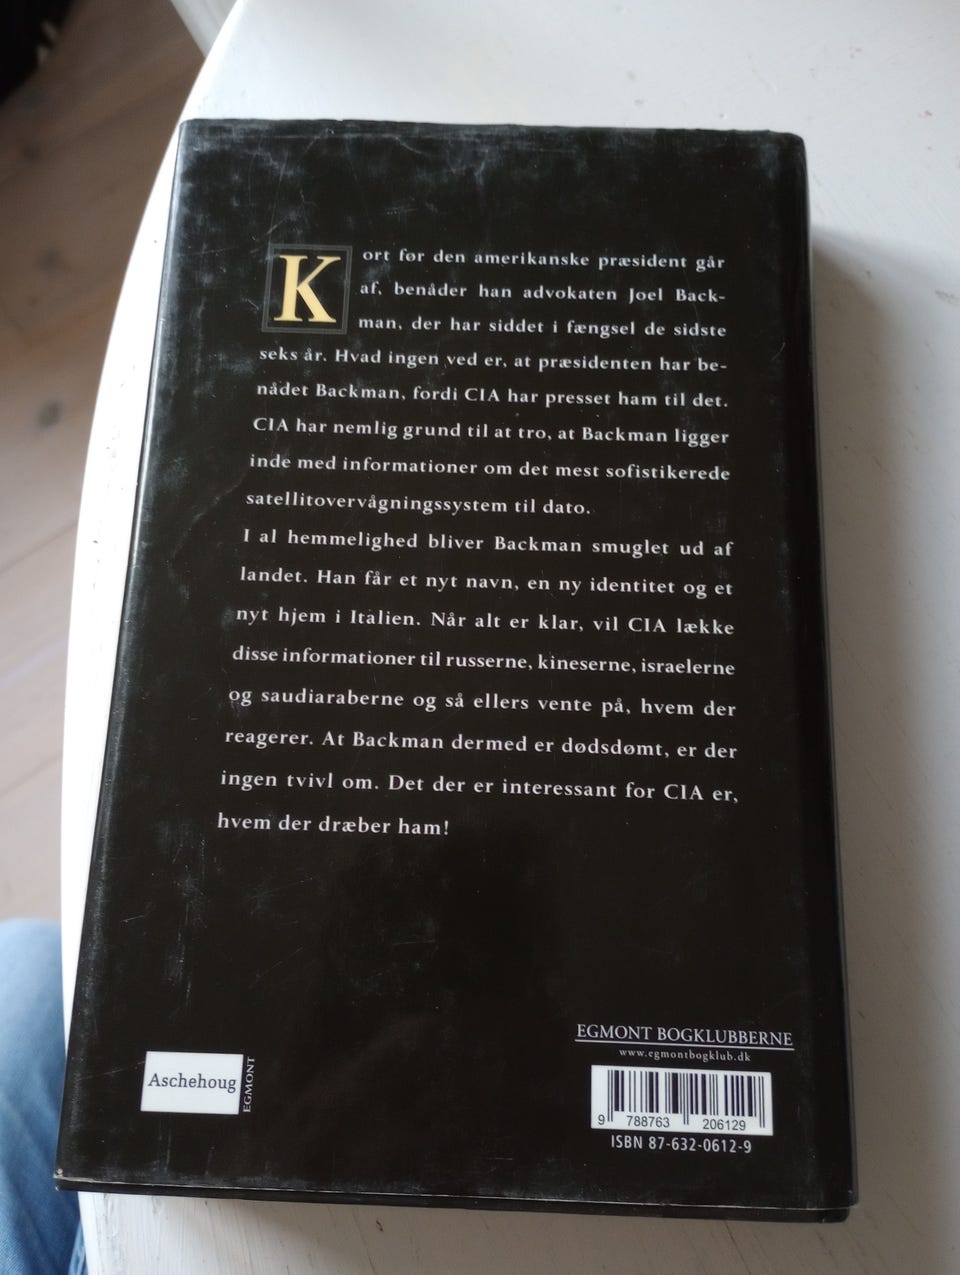 Kort før den amerikanske præsident går
af, benåder han advokaten Joel Back-
man, der har siddet i fængsel de sidste
seks år. Hvad ingen ved er, at præsidenten har be-
nådet Backman, fordi CIA har presset ham til det.
CIA har nemlig grund til at tro, at Backman ligger
inde med informationer om det mest sofistikerede
satellitovervågningssystem til dato.
I al hemmelighed bliver Backman smuglet ud af
landet. Han får et nyt navn, en ny identitet og et
nyt hjem i Italien. Når alt er klar, vil CIA lække
disse informationer til russerne, kineserne, israelerne
og saudiaraberne og så ellers vente på, hvem der
reagerer. At Backman dermed er dødsdømt, er der
ingen tvivl om. Det der er interessant for CIA er,
hvem der dræber ham!
EGMONT BOGKLUBBERNE
www.egmontbogklub.dk
Aschehoug
EGMONT
9 788763 206129
ISBN 87-632-0612-9